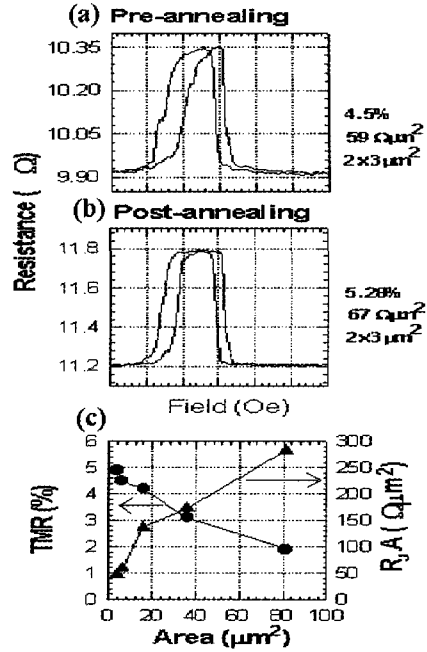 (a) Pre-annealing
10.35
10.20
10.05
9.90
4.5%
59 Ωµm²
2x3µm²
Resistance( Ω)
(b) Post-annealing
11.8
11.6
11.4
11.2
5.28%
67 Ωµm²
2x3µm²
Field (Oe)
(c)
6
5
4
3
2
1
0
TMR (%)
300
250
200
150
100
50
0
R_J A ( Ωµm²)
0 20 40 60 80 100
Area (µm²)